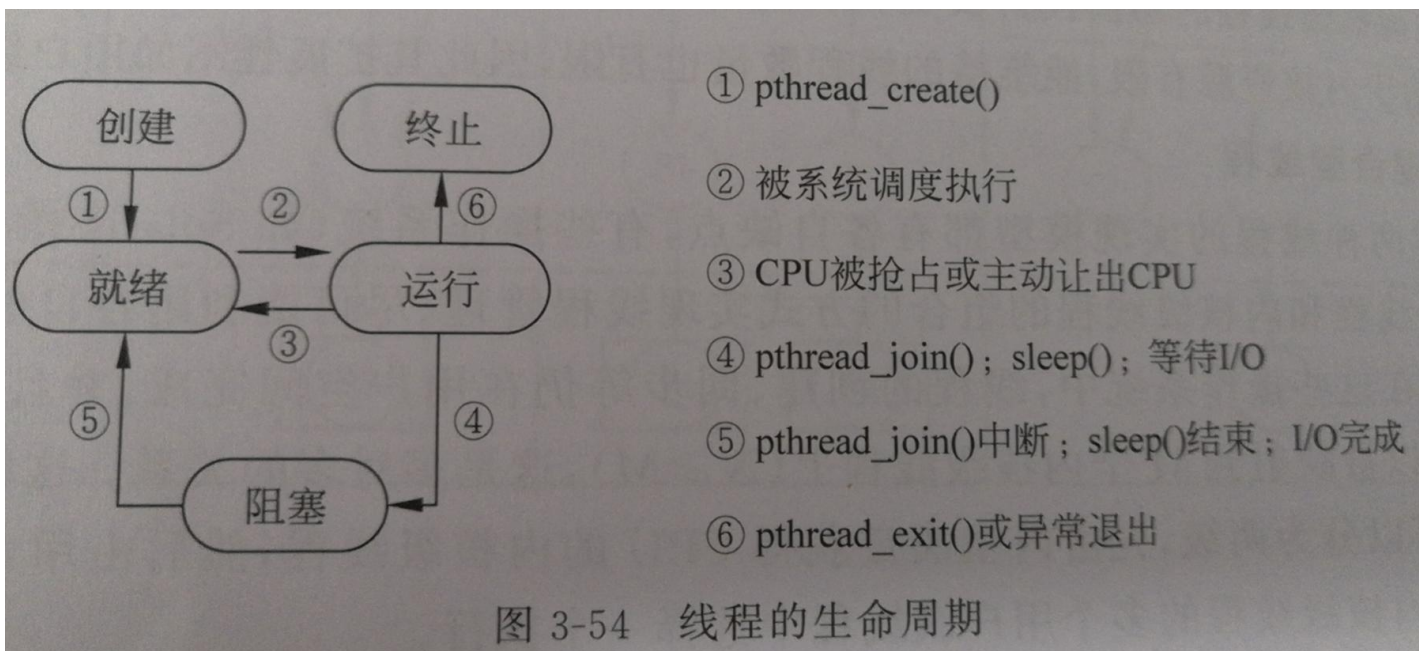 创建
终止
① pthread_create()
①
②
⑥
② 被系统调度执行
就绪
运行
③ CPU被抢占或主动让出CPU
③
④ pthread_join()；sleep()；等待I/O
⑤
④
⑤ pthread_join()中断；sleep()结束；I/O完成
阻塞
⑥ pthread_exit()或异常退出
图 3-54 线程的生命周期